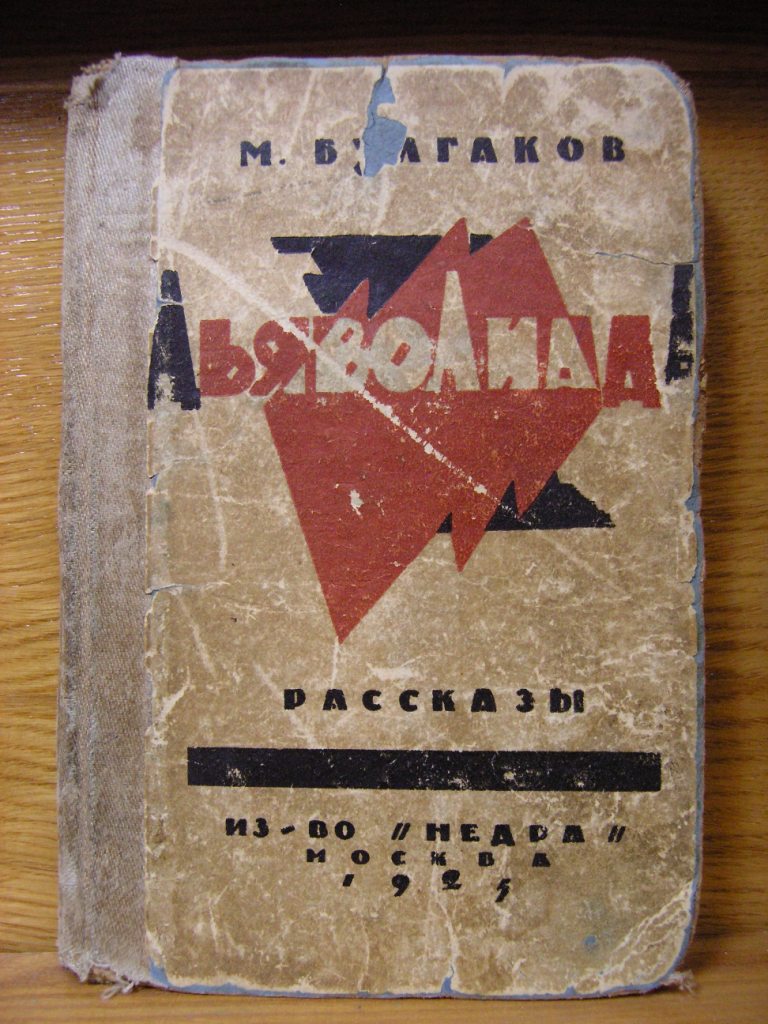 М. БУЛГАКОВ
ДЬЯВОЛИАДА
РАССКАЗЫ
ИЗ-ВО "НЕДРА"
МОСКВА
1925